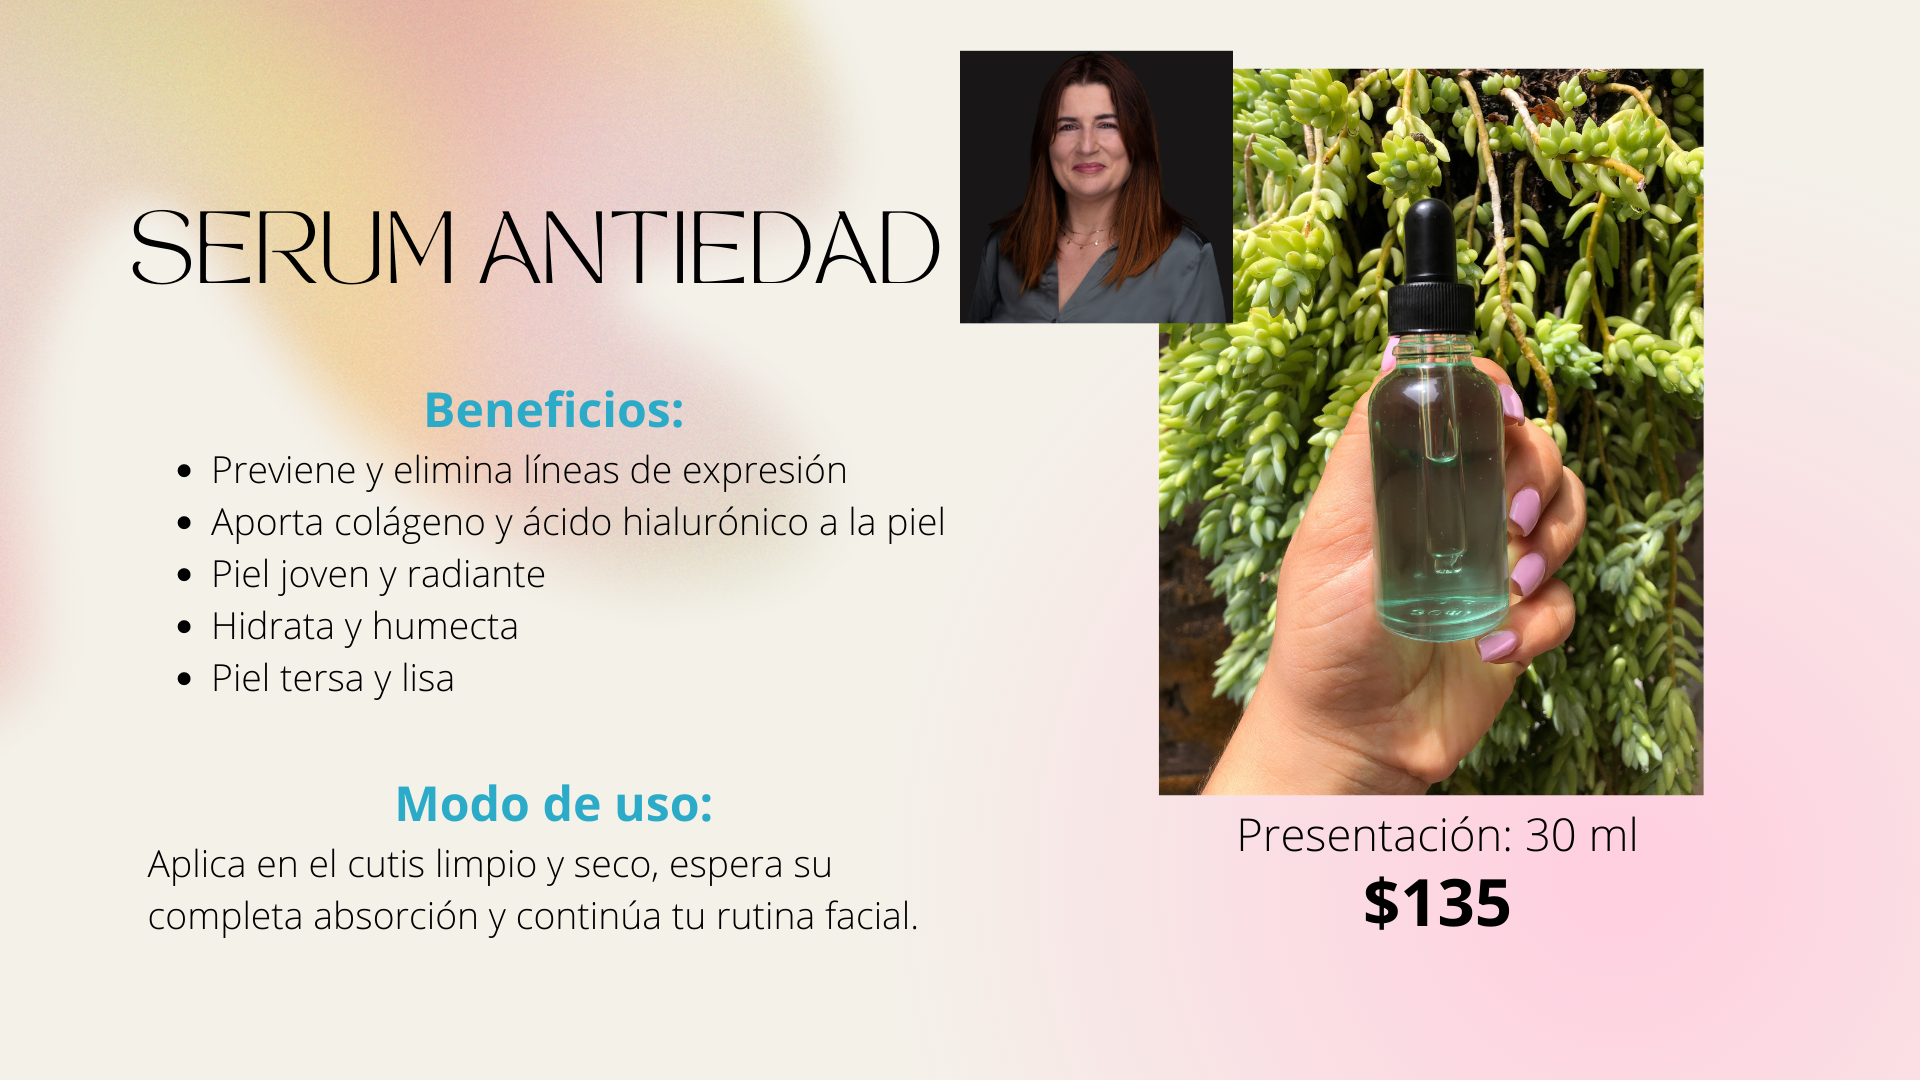 SERUM ANTIEDAD
Beneficios:
Previene y elimina líneas de expresión
Aporta colágeno y ácido hialurónico a la piel
Piel joven y radiante
Hidrata y humecta
Piel tersa y lisa
Modo de uso:
Aplica en el cutis limpio y seco, espera su
completa absorción y continúa tu rutina facial.
Presentación: 30 ml
$135